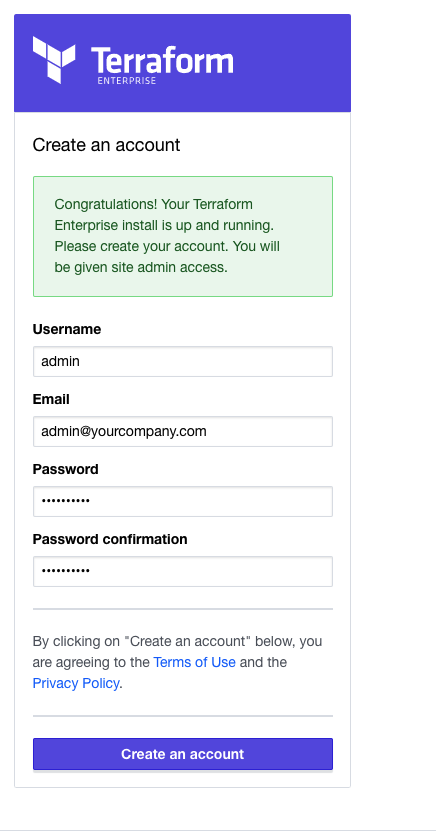 Terraform
ENTERPRISE
Create an account
Congratulations! Your Terraform
Enterprise install is up and running.
Please create your account. You will
be given site admin access.
Username
admin
Email
admin@yourcompany.com
Password
••••••••••
Password confirmation
••••••••••
By clicking on "Create an account" below, you
are agreeing to the Terms of Use and the
Privacy Policy.
Create an account